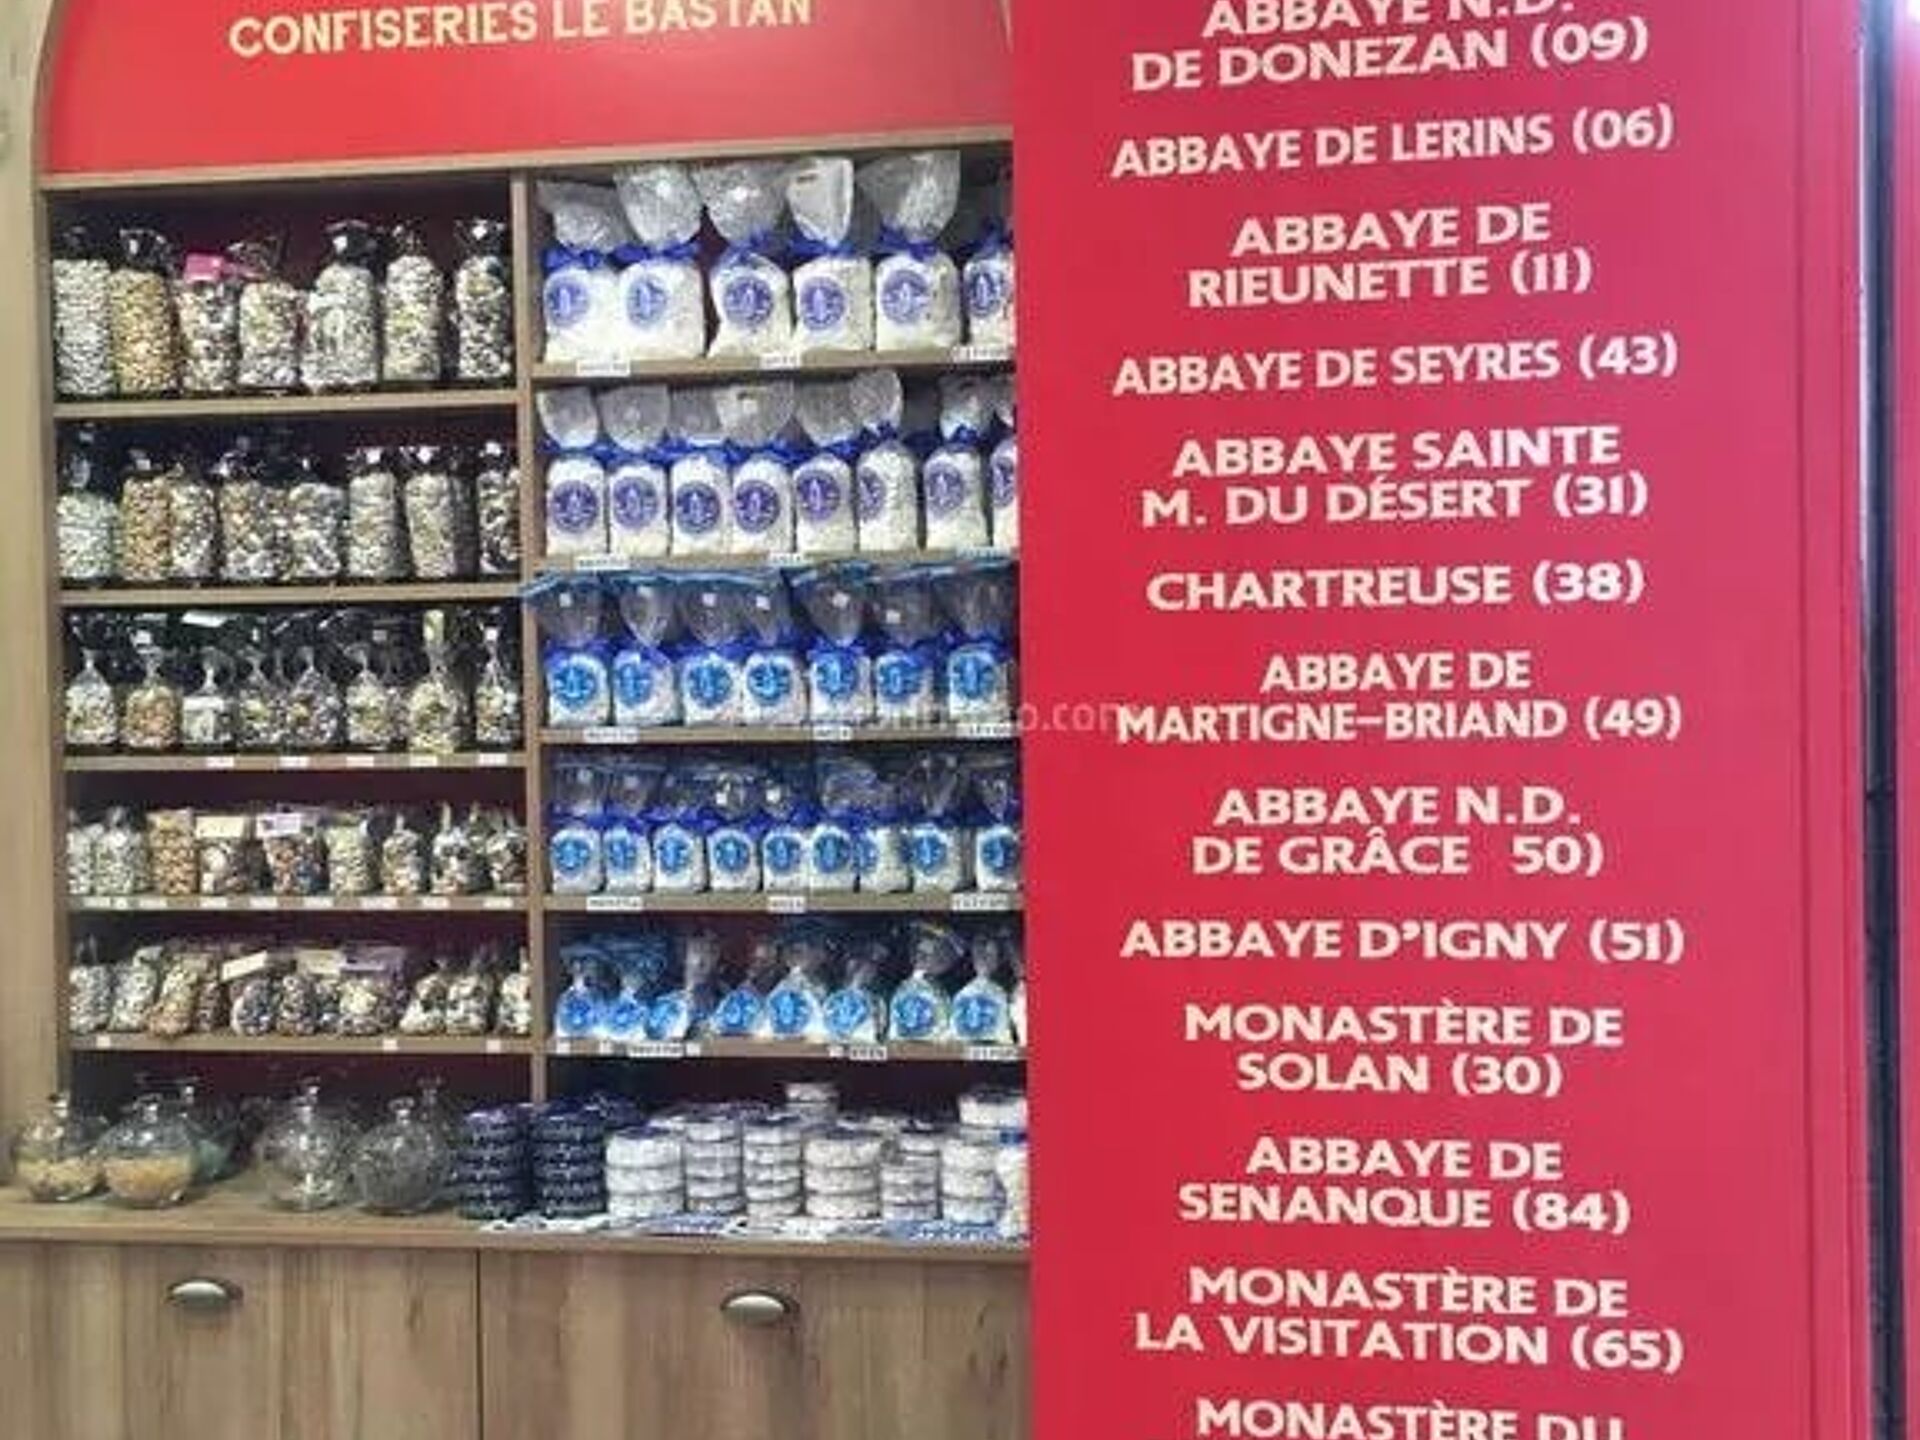 CONFISERIES LE BASTAN
ABBAYE N.D.
DE DONEZAN (09)
ABBAYE DE LERINS (06)
ABBAYE DE
RIEUNETTE (11)
ABBAYE DE SEYRES (43)
ABBAYE SAINTE
M. DU DÉSERT (31)
CHARTREUSE (38)
ABBAYE DE
MARTIGNE-BRIAND (49)
ABBAYE N.D.
DE GRÂCE 50)
ABBAYE D'IGNY (51)
MONASTÈRE DE
SOLAN (30)
ABBAYE DE
SENANQUE (84)
MONASTÈRE DE
LA VISITATION (65)
MONASTÈRE DU